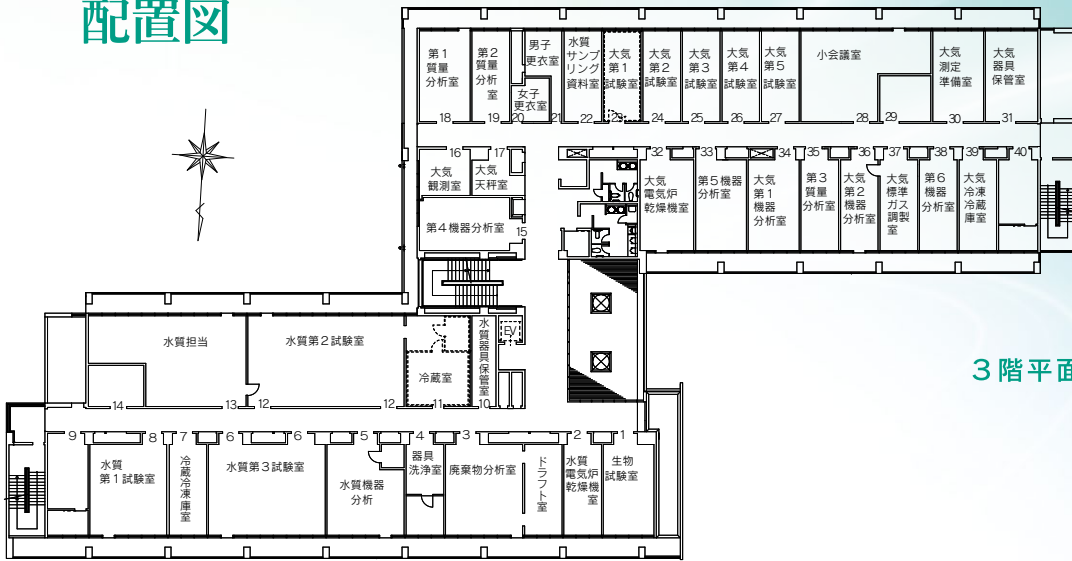 配置図
第1
質量
分析室
第2
質量
分析
室
男子
更衣室
女子
更衣室
水質
サンプ
リング
資料室
大気
第1
試験室
大気
第2
試験室
大気
第3
試験室
大気
第4
試験室
大気
第5
試験室
小会議室
大気
測定
準備室
大気
器具
保管室
18
19
20
21
22
23
24
25
26
27
28
29
30
31
16
17
32
33
34
35
36
37
38
39
40
大気
観測室
大気
天秤室
第4機器分析室
15
大気
電気炉
乾燥機室
第5機器
分析室
大気
第1
機器
分析室
第3
質量
分析室
大気
第2
機器
分析室
大気
標準
ガス
調製
室
第6
機器
分析室
大気
冷凍
冷蔵
庫室
水質担当
水質第2試験室
冷蔵室
水質器具保管室
EV
3階平面
14
13
12
12
11
10
9
8
7
6
6
5
4
3
2
1
水質
第1試験室
冷蔵冷凍庫室
水質第3試験室
水質機器
分析
器具
洗浄室
廃棄物分析室
ドラフト室
水質
電気炉
乾燥機
室
生物
試験室